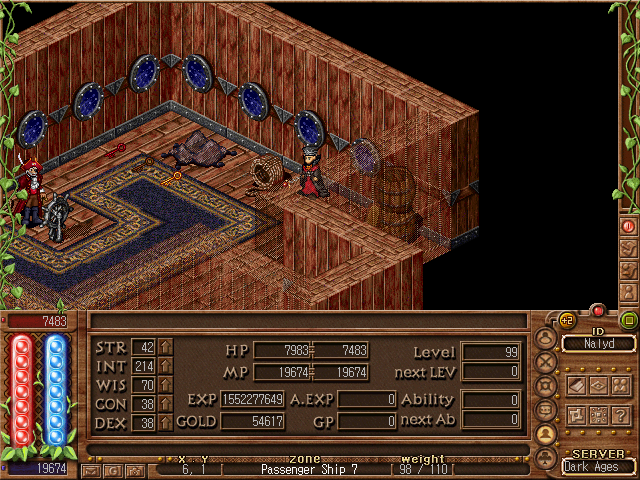 7483
STR 42 HP 7983 7483 Level 99
INT 214 MP 19674 19674 next LEV 0
WIS 70
CON 38 EXP 1552277649 A.EXP 0 Ability 0
DEX 38 GOLD 54617 GP 0 next Ab 0
+2
ID
Nalyd
?
SERVER
Dark Ages
x . y zone weight
19674 G 6, 1 Passenger Ship 7 98 / 110